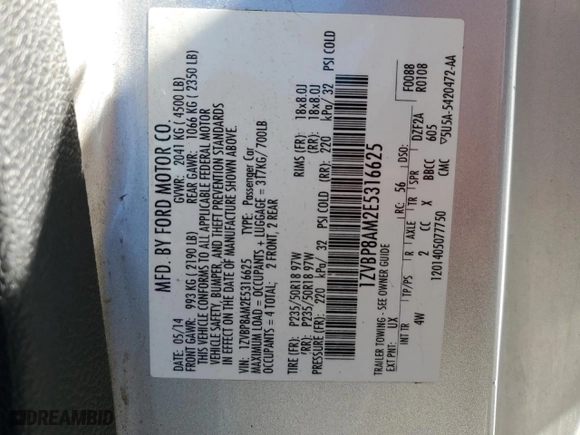 MFD. BY FORD MOTOR CO.
DATE: 05/14 GVWR: 2041 KG ( 4500 LB)
FRONT GAWR: 993 KG ( 2190 LB) REAR GAWR: 1066 KG ( 2350 LB)
THIS VEHICLE CONFORMS TO ALL APPLICABLE FEDERAL MOTOR
VEHICLE SAFETY, BUMPER, AND THEFT PREVENTION STANDARDS
IN EFFECT ON THE DATE OF MANUFACTURE SHOWN ABOVE.
VIN: 1ZVBP8AM2E5316625 TYPE: Passenger Car
MAXIMUM LOAD = OCCUPANTS + LUGGAGE = 317KG/ 700LB
OCCUPANTS = 4 TOTAL; 2 FRONT, 2 REAR
TIRE (FR): P235/50R18 97W RIMS (FR): 18x8.0J
(RR): P235/50R18 97W (RR): 18x8.0J
PRESSURE (FR): 220 kPa/ 32 PSI COLD (RR): 220 kPa/ 32 PSI COLD
1ZVBP8AM2E5316625
TRAILER TOWING - SEE OWNER GUIDE F0088
EXT PNT: UX RC: 56 DSO: R0108
INT TR TP/PS R AXLE TR SPR DZF2A
4W 2 CC X BBCC 605
1201405077750 CMC ▽5U5A-5420472-AA
DREAMBID